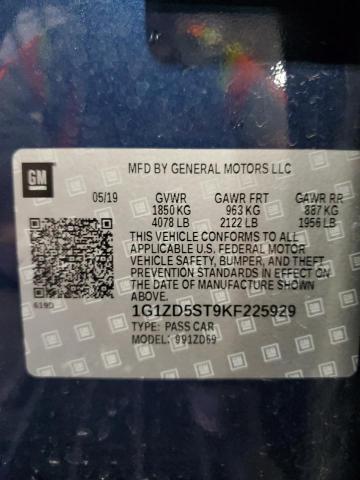 GM
MFD BY GENERAL MOTORS LLC
05/19 GVWR GAWR FRT GAWR RR
1850 KG 963 KG 887 KG
4078 LB 2122 LB 1956 LB
THIS VEHICLE CONFORMS TO ALL
APPLICABLE U.S. FEDERAL MOTOR
VEHICLE SAFETY, BUMPER, AND THEFT
PREVENTION STANDARDS IN EFFECT ON
THE DATE OF MANUFACTURE SHOWN
ABOVE.
619D
1G1ZD5ST9KF225929
TYPE: PASS CAR
MODEL: 991ZD69